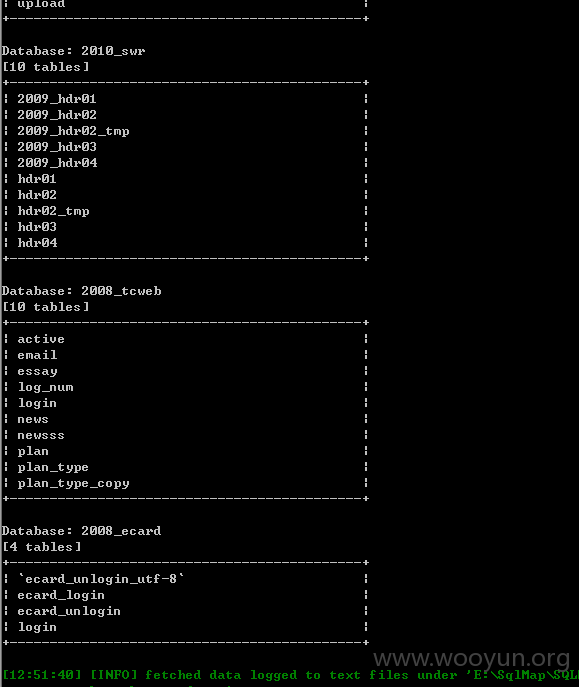 | upload |
+--------------------------------------------+
Database: 2010_swr
[10 tables]
+--------------------------------------------+
| 2009_hdr01 |
| 2009_hdr02 |
| 2009_hdr02_tmp |
| 2009_hdr03 |
| 2009_hdr04 |
| hdr01 |
| hdr02 |
| hdr02_tmp |
| hdr03 |
| hdr04 |
+--------------------------------------------+
Database: 2008_tcweb
[10 tables]
+--------------------------------------------+
| active |
| email |
| essay |
| log_num |
| login |
| news |
| newsss |
| plan |
| plan_type |
| plan_type_copy |
+--------------------------------------------+
Database: 2008_ecard
[4 tables]
+--------------------------------------------+
| `ecard_unlogin_utf-8` |
| ecard_login |
| ecard_unlogin |
| login |
+--------------------------------------------+
www.wooyun.org
[12:51:40] [INFO] fetched data logged to text files under 'E:\SqlMap\SQL